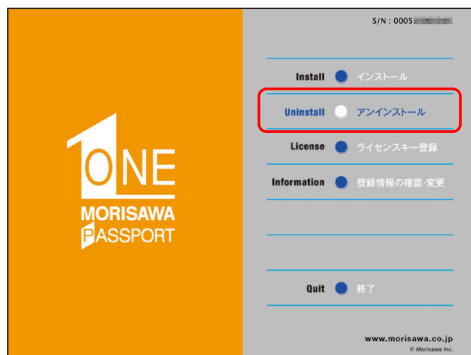 ONE
MORISAWA
PASSPORT
S/N : 0005
Install インストール
Uninstall アンインストール
License ライセンスキー登録
Information 登録情報の確認・変更
Quit 終了
www.morisawa.co.jp
© Morisawa Inc.